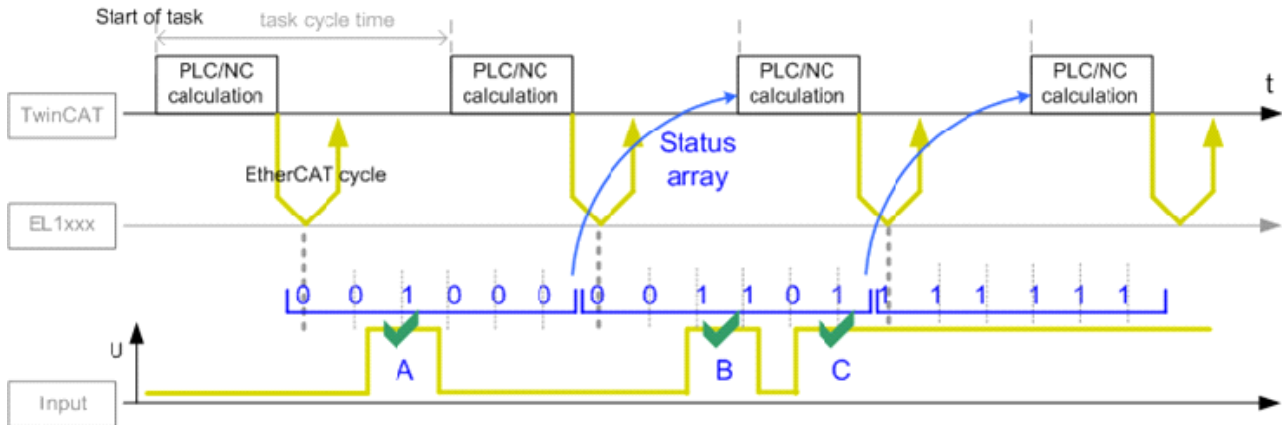 Start of task
task cycle time
PLC/NC
calculation
PLC/NC
calculation
PLC/NC
calculation
PLC/NC
calculation
t
TwinCAT
Status
array
EtherCAT cycle
EL1xxx
0 0 1 0 0 0 0 0 1 1 0 1 1 1 1 1 1 1
U
A
B
C
Input